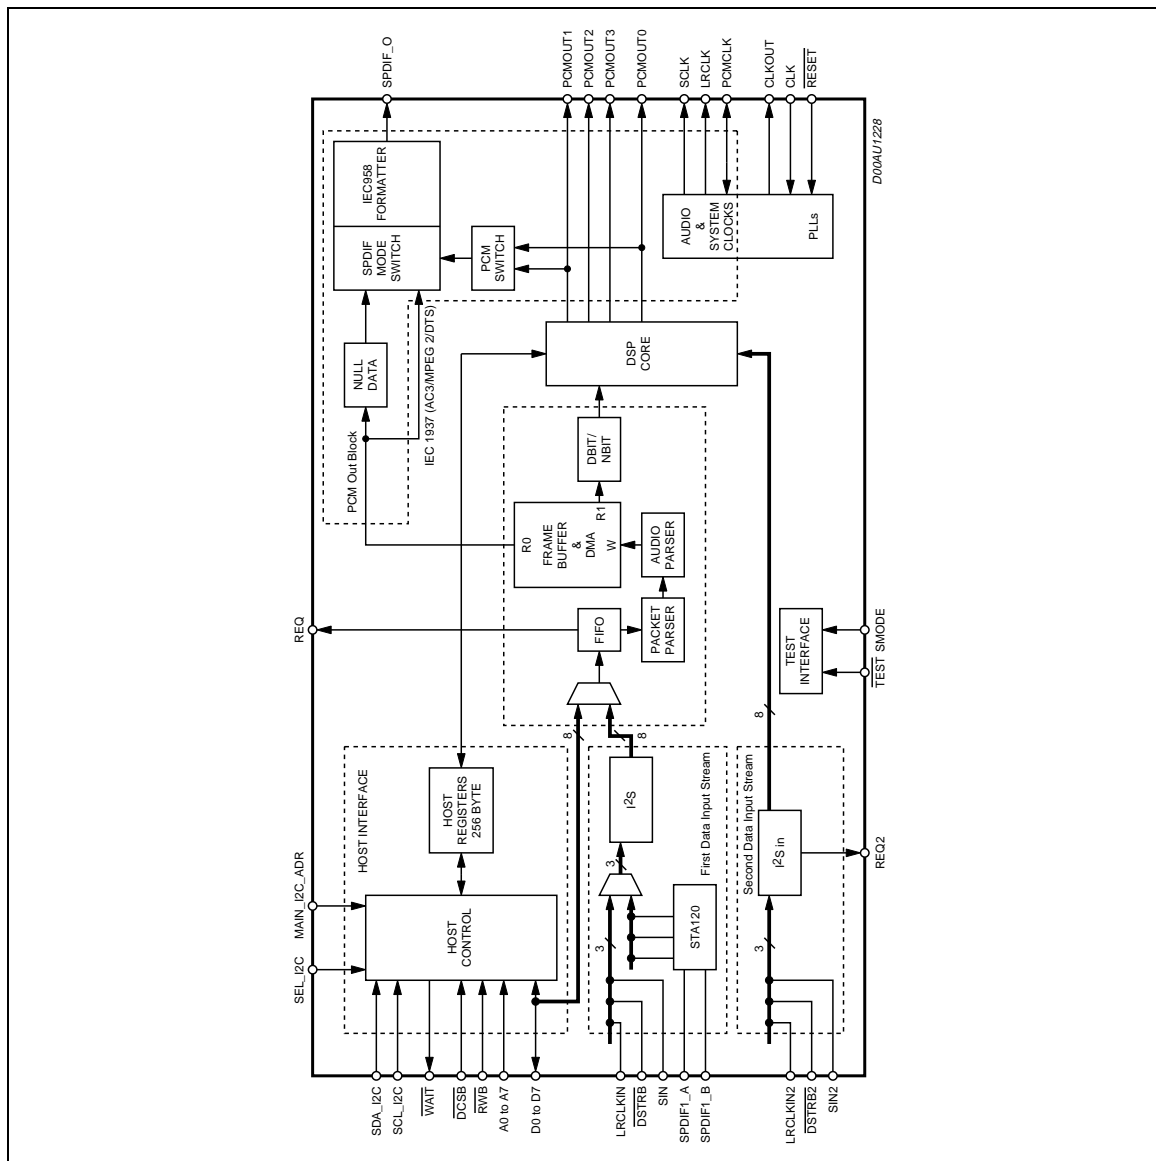 SPDIF_O
PCMOUT1
PCMOUT2
PCMOUT3
PCMOUT0
SCLK
LRCLK
PCMCLK
CLKOUT
CLK
RESET
D00AU1228
IEC958
FORMATTER
SPDIF
MODE
SWITCH
PCM
SWITCH
AUDIO
&
SYSTEM
CLOCKS
PLLs
NULL
DATA
PCM Out Block
IEC 1937 (AC3/MPEG 2/DTS)
DSP
CORE
DBIT/
NBIT
R0
R1
FRAME
BUFFER
&
DMA
W
AUDIO
PARSER
PACKET
PARSER
FIFO
REQ
TEST
INTERFACE
TEST
SMODE
8
8
8
HOST INTERFACE
HOST
REGISTERS
256 BYTE
HOST
CONTROL
MAIN_I2C_ADR
SEL_I2C
I2S
3
3
STA120
First Data Input Stream
Second Data Input Stream
I2S in
3
REQ2
SDA_I2C
SCL_I2C
WAIT
DCSB
RWB
A0 to A7
D0 to D7
LRCLKIN
DSTRB
SIN
SPDIF1_A
SPDIF1_B
LRCLKIN2
DSTRB2
SIN2